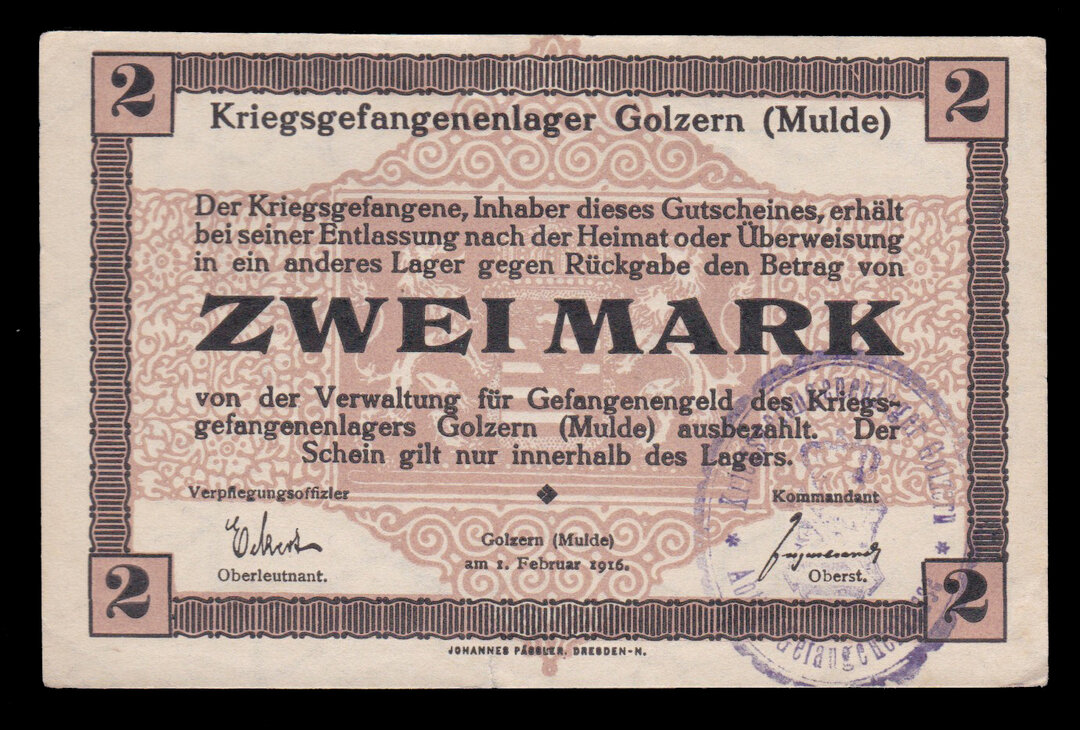 2 2
Kriegsgefangenenlager Golzern (Mulde)
Der Kriegsgefangene, Inhaber dieses Gutscheines, erhält
bei seiner Entlassung nach der Heimat oder Überweisung
in ein anderes Lager gegen Rückgabe den Betrag von
ZWEI MARK
von der Verwaltung für Gefangenengeld des Kriegs-
gefangenenlagers Golzern (Mulde) ausbezahlt. Der
Schein gilt nur innerhalb des Lagers.
Verpflegungsoffizier Kommandant
Eckert
Golzern (Mulde)
am 1. Februar 1916.
Oberleutnant. Oberst.
2 2
JOHANNES PÄSSLER, DRESDEN-N.
Kriegsgefangenenlager Golzern